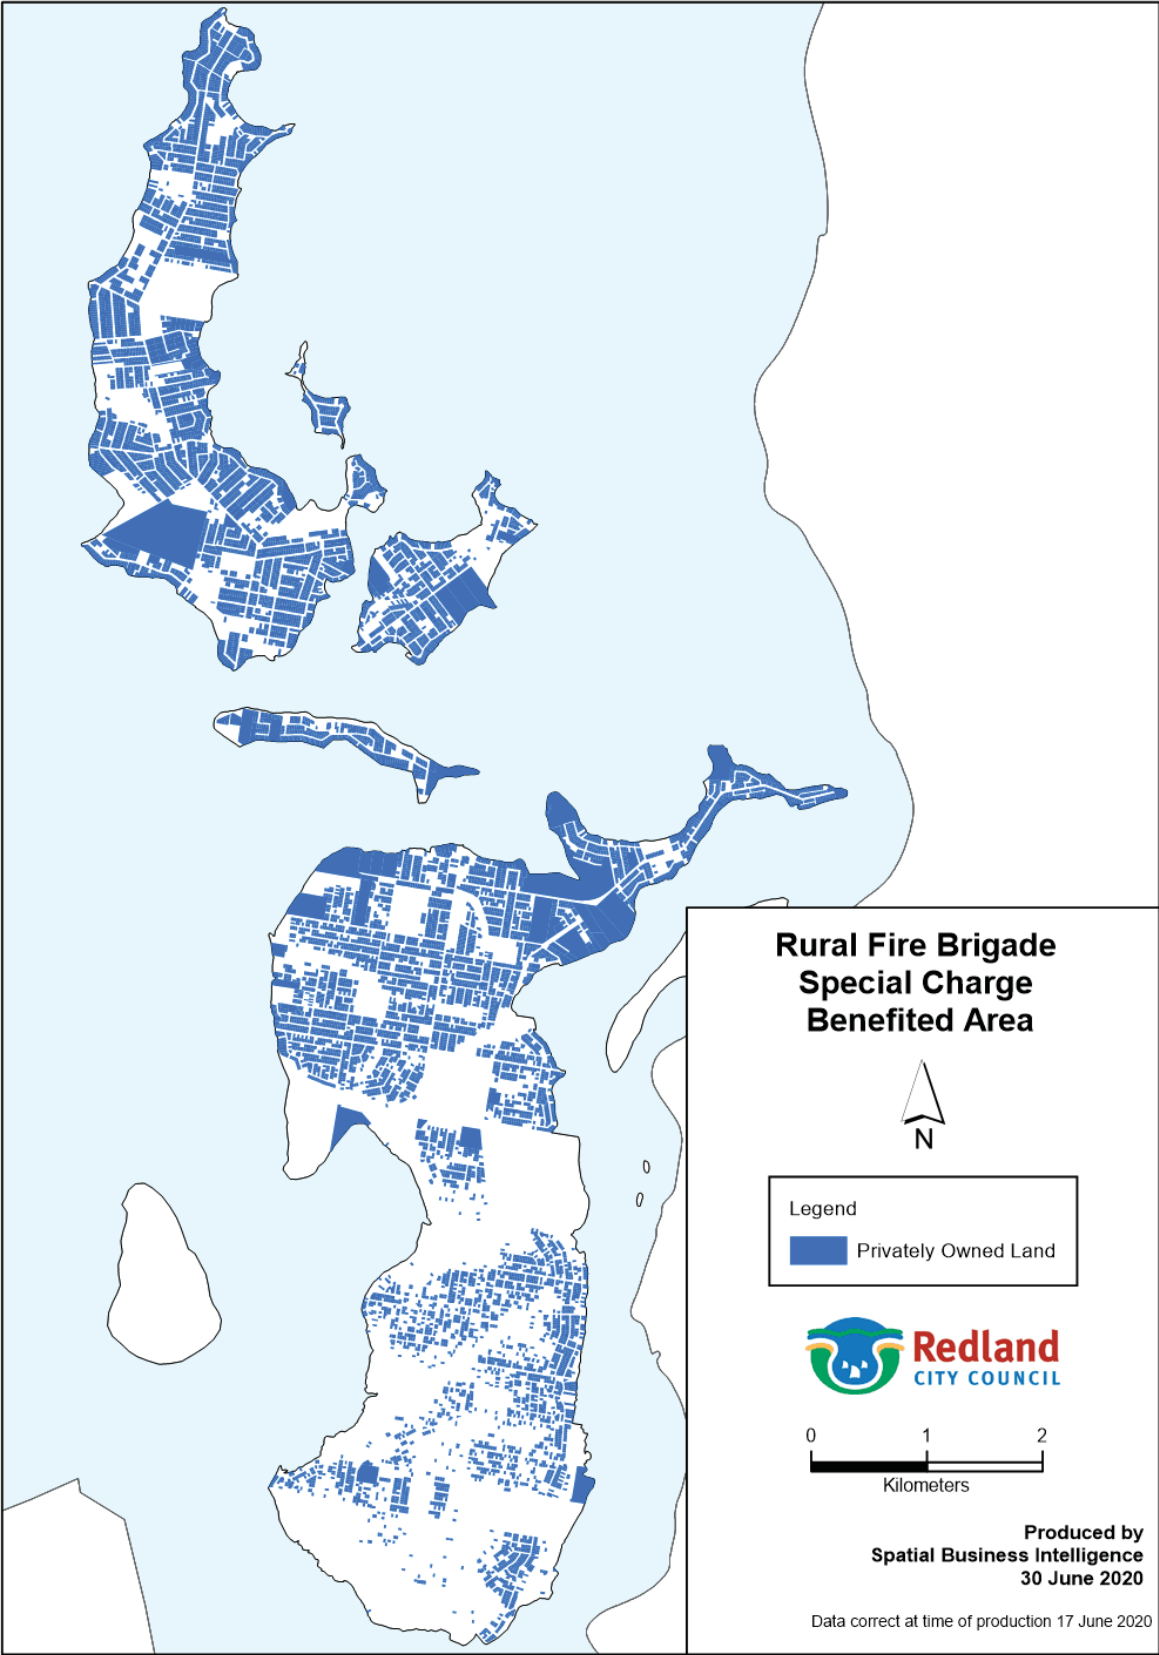 Rural Fire Brigade
Special Charge
Benefited Area
N
Legend
Privately Owned Land
Redland
CITY COUNCIL
0 1 2
Kilometers
Produced by
Spatial Business Intelligence
30 June 2020
Data correct at time of production 17 June 2020